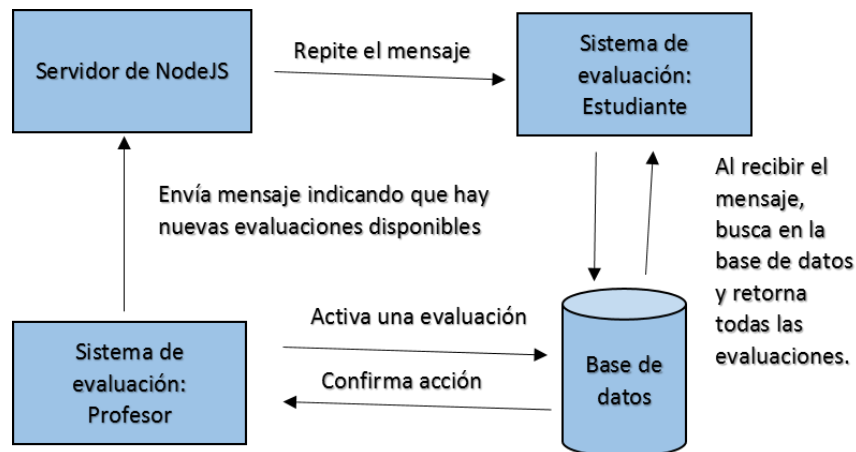 Servidor de NodeJS
Repite el mensaje
Sistema de
evaluación:
Estudiante
Envía mensaje indicando que hay
nuevas evaluaciones disponibles
Al recibir el
mensaje,
busca en la
base de datos
y retorna
todas las
evaluaciones.
Sistema de
evaluación:
Profesor
Activa una evaluación
Confirma acción
Base de
datos